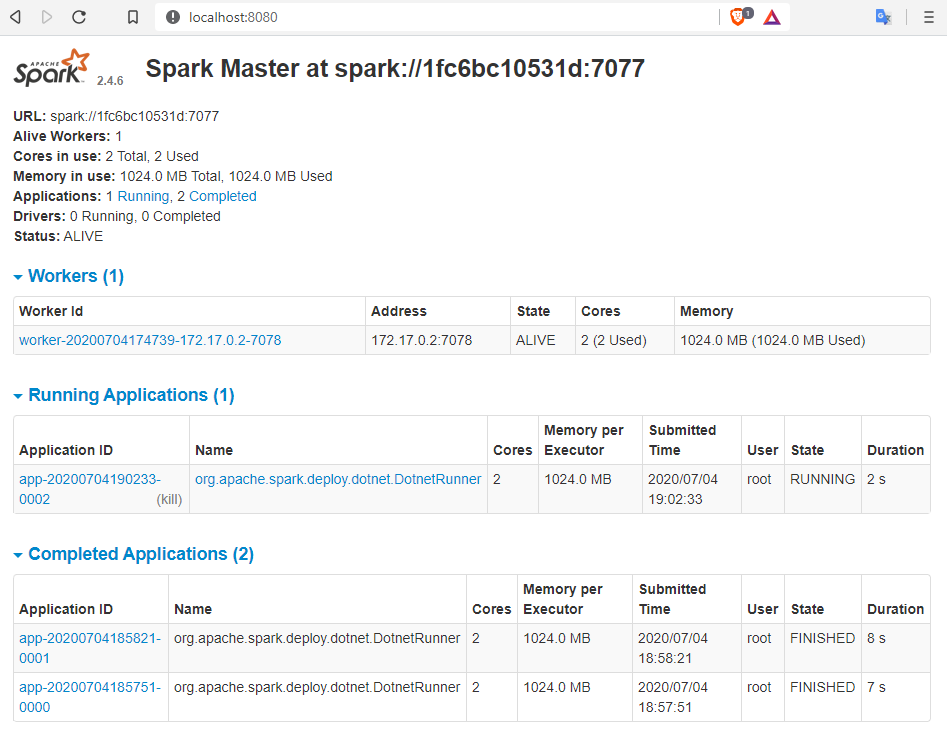 localhost:8080
1
APACHE
Spark 2.4.6
Spark Master at spark://1fc6bc10531d:7077
URL: spark://1fc6bc10531d:7077
Alive Workers: 1
Cores in use: 2 Total, 2 Used
Memory in use: 1024.0 MB Total, 1024.0 MB Used
Applications: 1 Running, 2 Completed
Drivers: 0 Running, 0 Completed
Status: ALIVE
Workers (1)
Worker Id Address State Cores Memory
worker-20200704174739-172.17.0.2-7078 172.17.0.2:7078 ALIVE 2 (2 Used) 1024.0 MB (1024.0 MB Used)
Running Applications (1)
Memory per Submitted
Application ID Name Cores Executor Time User State Duration
app-20200704190233- org.apache.spark.deploy.dotnet.DotnetRunner 2 1024.0 MB 2020/07/04 root RUNNING 2 s
0002 (kill) 19:02:33
Completed Applications (2)
Memory per Submitted
Application ID Name Cores Executor Time User State Duration
app-20200704185821- org.apache.spark.deploy.dotnet.DotnetRunner 2 1024.0 MB 2020/07/04 root FINISHED 8 s
0001 18:58:21
app-20200704185751- org.apache.spark.deploy.dotnet.DotnetRunner 2 1024.0 MB 2020/07/04 root FINISHED 7 s
0000 18:57:51